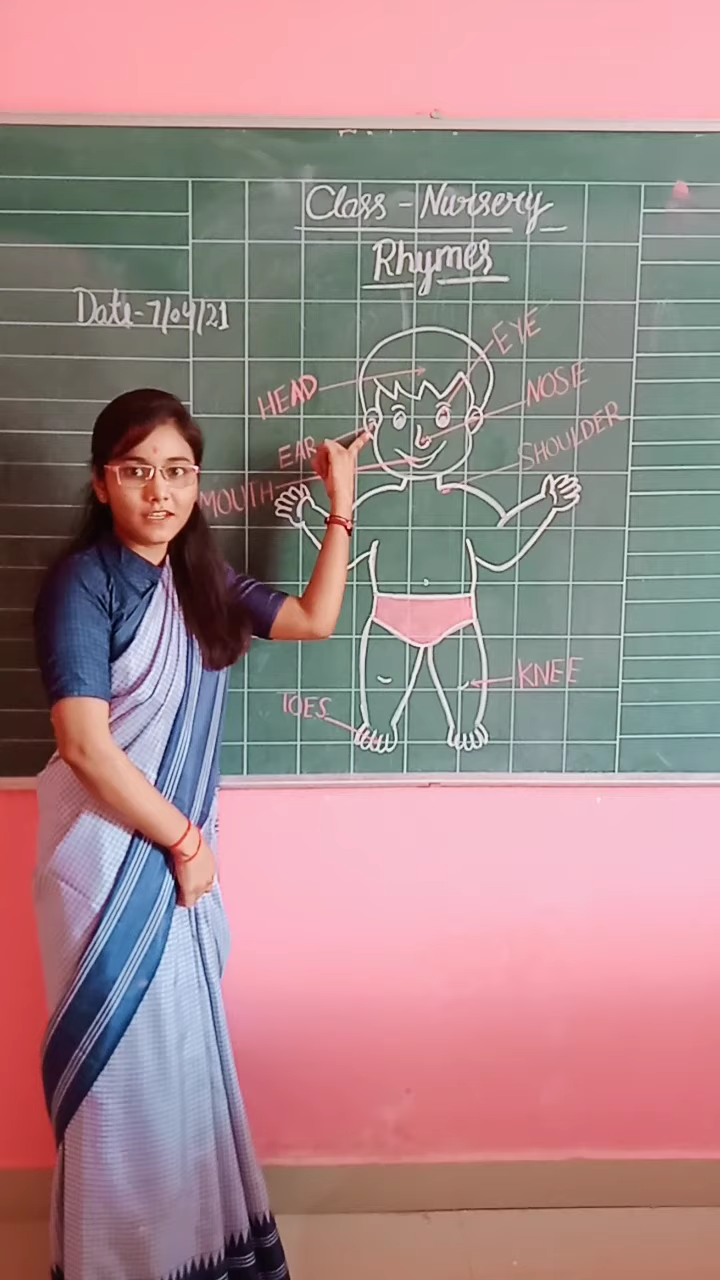 Class - Nursery
Rhymes
Date-7/04/21
EYE
HEAD
NOSE
EAR
SHOULDER
MOUTH
KNEE
TOES